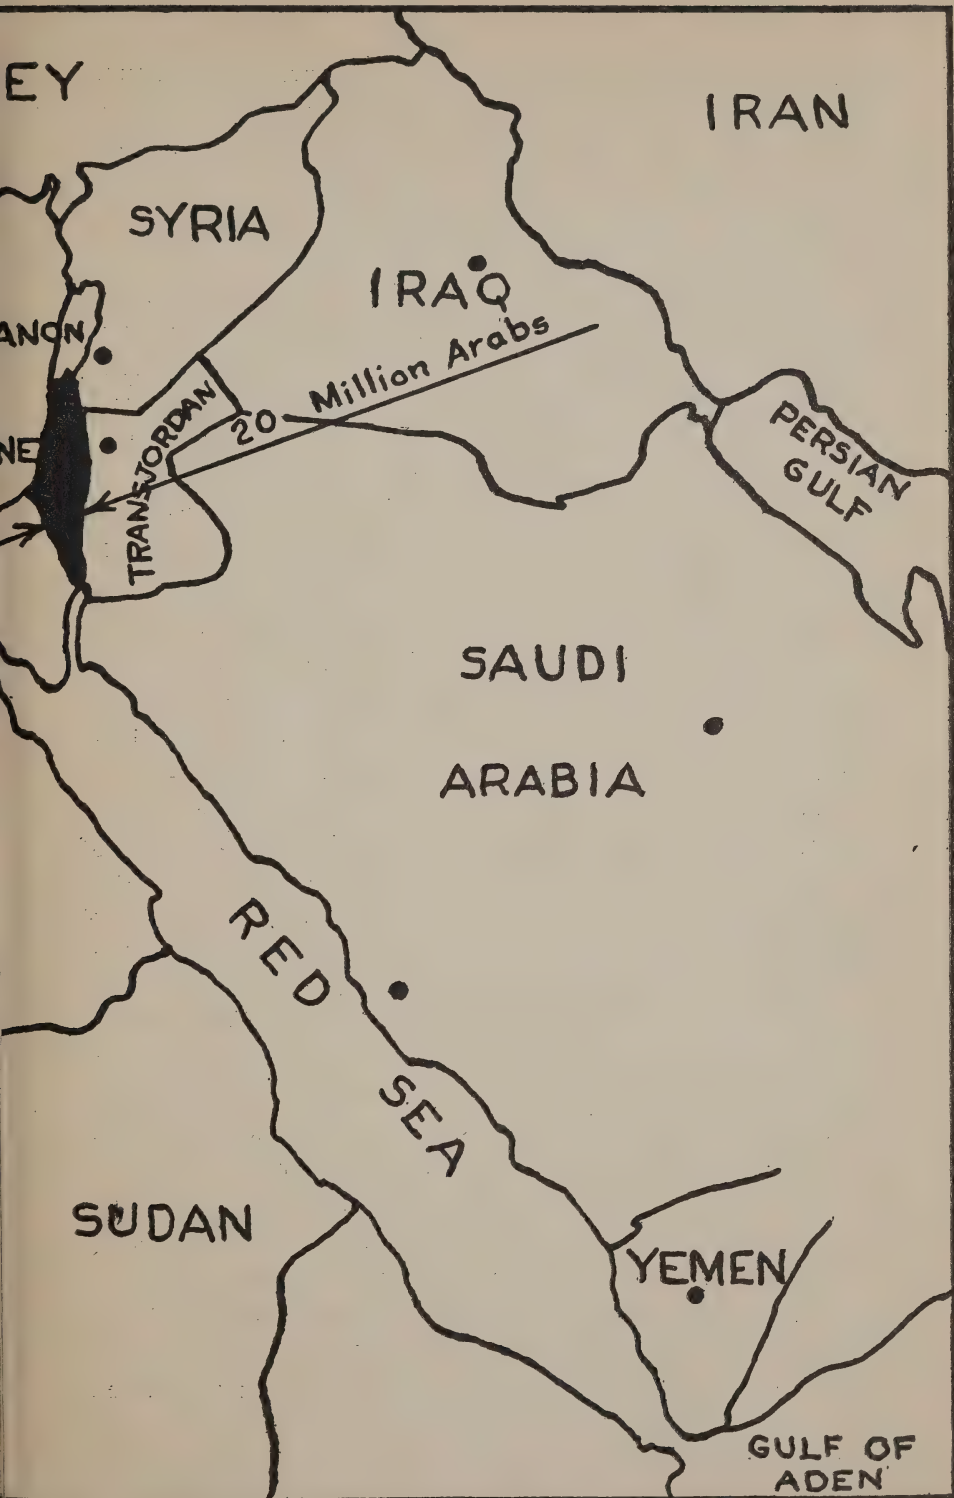 EY
IRAN
SYRIA
IRAQ
ANON
20 Million Arabs
TRANSJORDAN
NE
PERSIAN
GULF
SAUDI
ARABIA
RED
SEA
SUDAN
YEMEN
GULF OF
ADEN